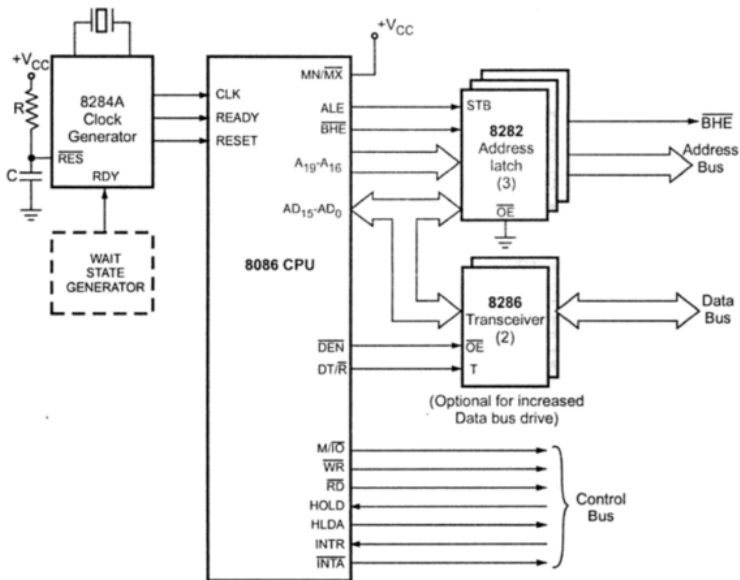 +VCC
R
C
8284A
Clock
Generator
RES
RDY
WAIT
STATE
GENERATOR
CLK
READY
RESET
8086 CPU
+VCC
MN/MX
ALE
BHE
A19-A16
AD15-AD0
DEN
DT/R
M/IO
WR
RD
HOLD
HLDA
INTR
INTA
STB
8282
Address
latch
(3)
OE
BHE
Address
Bus
8286
Transceiver
(2)
OE
T
Data
Bus
(Optional for increased
Data bus drive)
Control
Bus